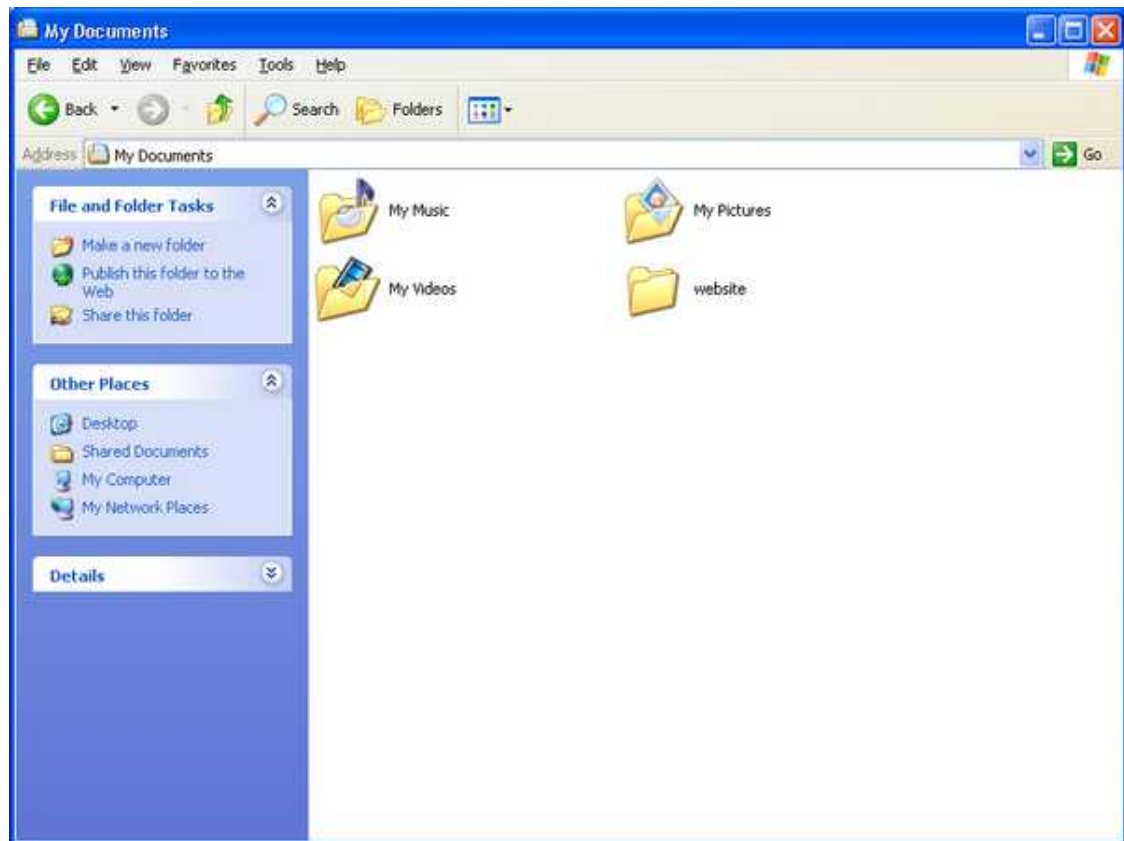 My Documents
File Edit View Favorites Tools Help
Back Search Folders
Address My Documents Go
File and Folder Tasks
Make a new folder
Publish this folder to the
Web
Share this folder
Other Places
Desktop
Shared Documents
My Computer
My Network Places
Details
My Music My Pictures
My Videos website